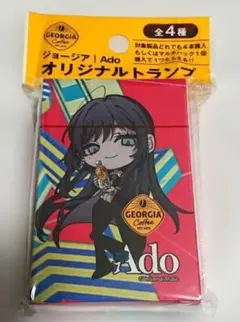 GEORGIA
Coffee
ジョージア｜Ado
オリジナルトランプ
全4種
対象製品どれでも4本購入
もしくはマルチパック1個
購入で1つもらえる!!
GEORGIA
Coffee
Ado